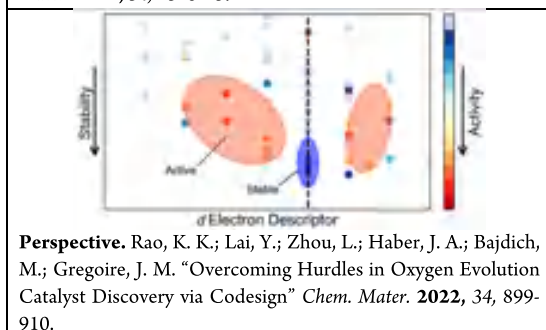 Stability
Active
Stable
Activity
d Electron Descriptor
Perspective. Rao, K. K.; Lai, Y.; Zhou, L.; Haber, J. A.; Bajdich,
M.; Gregoire, J. M. “Overcoming Hurdles in Oxygen Evolution
Catalyst Discovery via Codesign” Chem. Mater. 2022, 34, 899-
910.